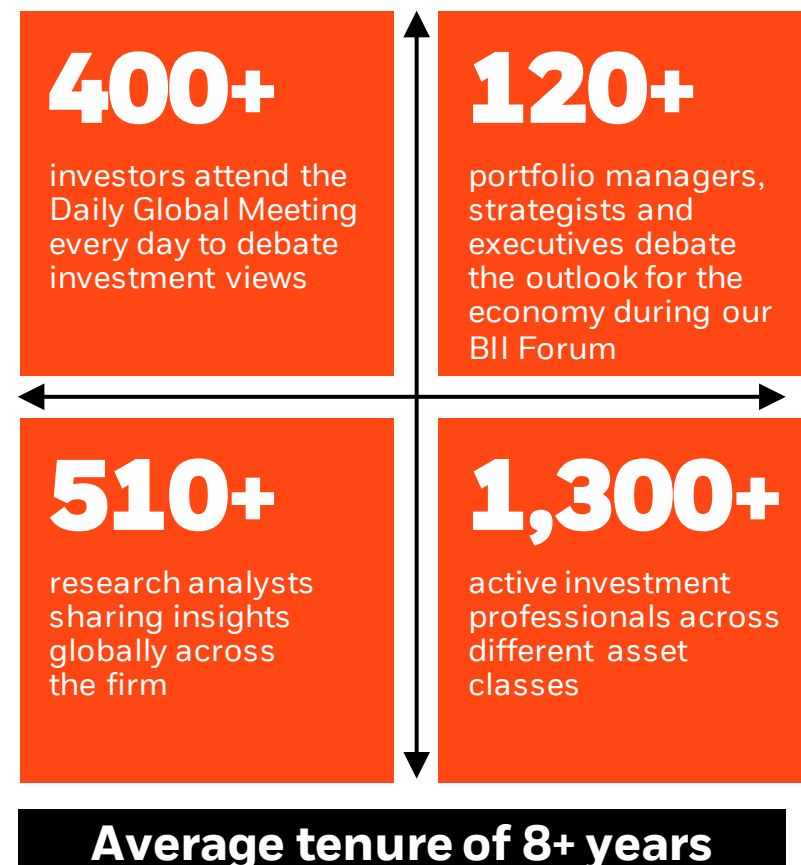 400+
investors attend the
Daily Global Meeting
every day to debate
investment views
120+
portfolio managers,
strategists and
executives debate
the outlook for the
economy during our
BII Forum
510+
research analysts
sharing insights
globally across
the firm
1,300+
active investment
professionals across
different asset
classes
Average tenure of 8+ years